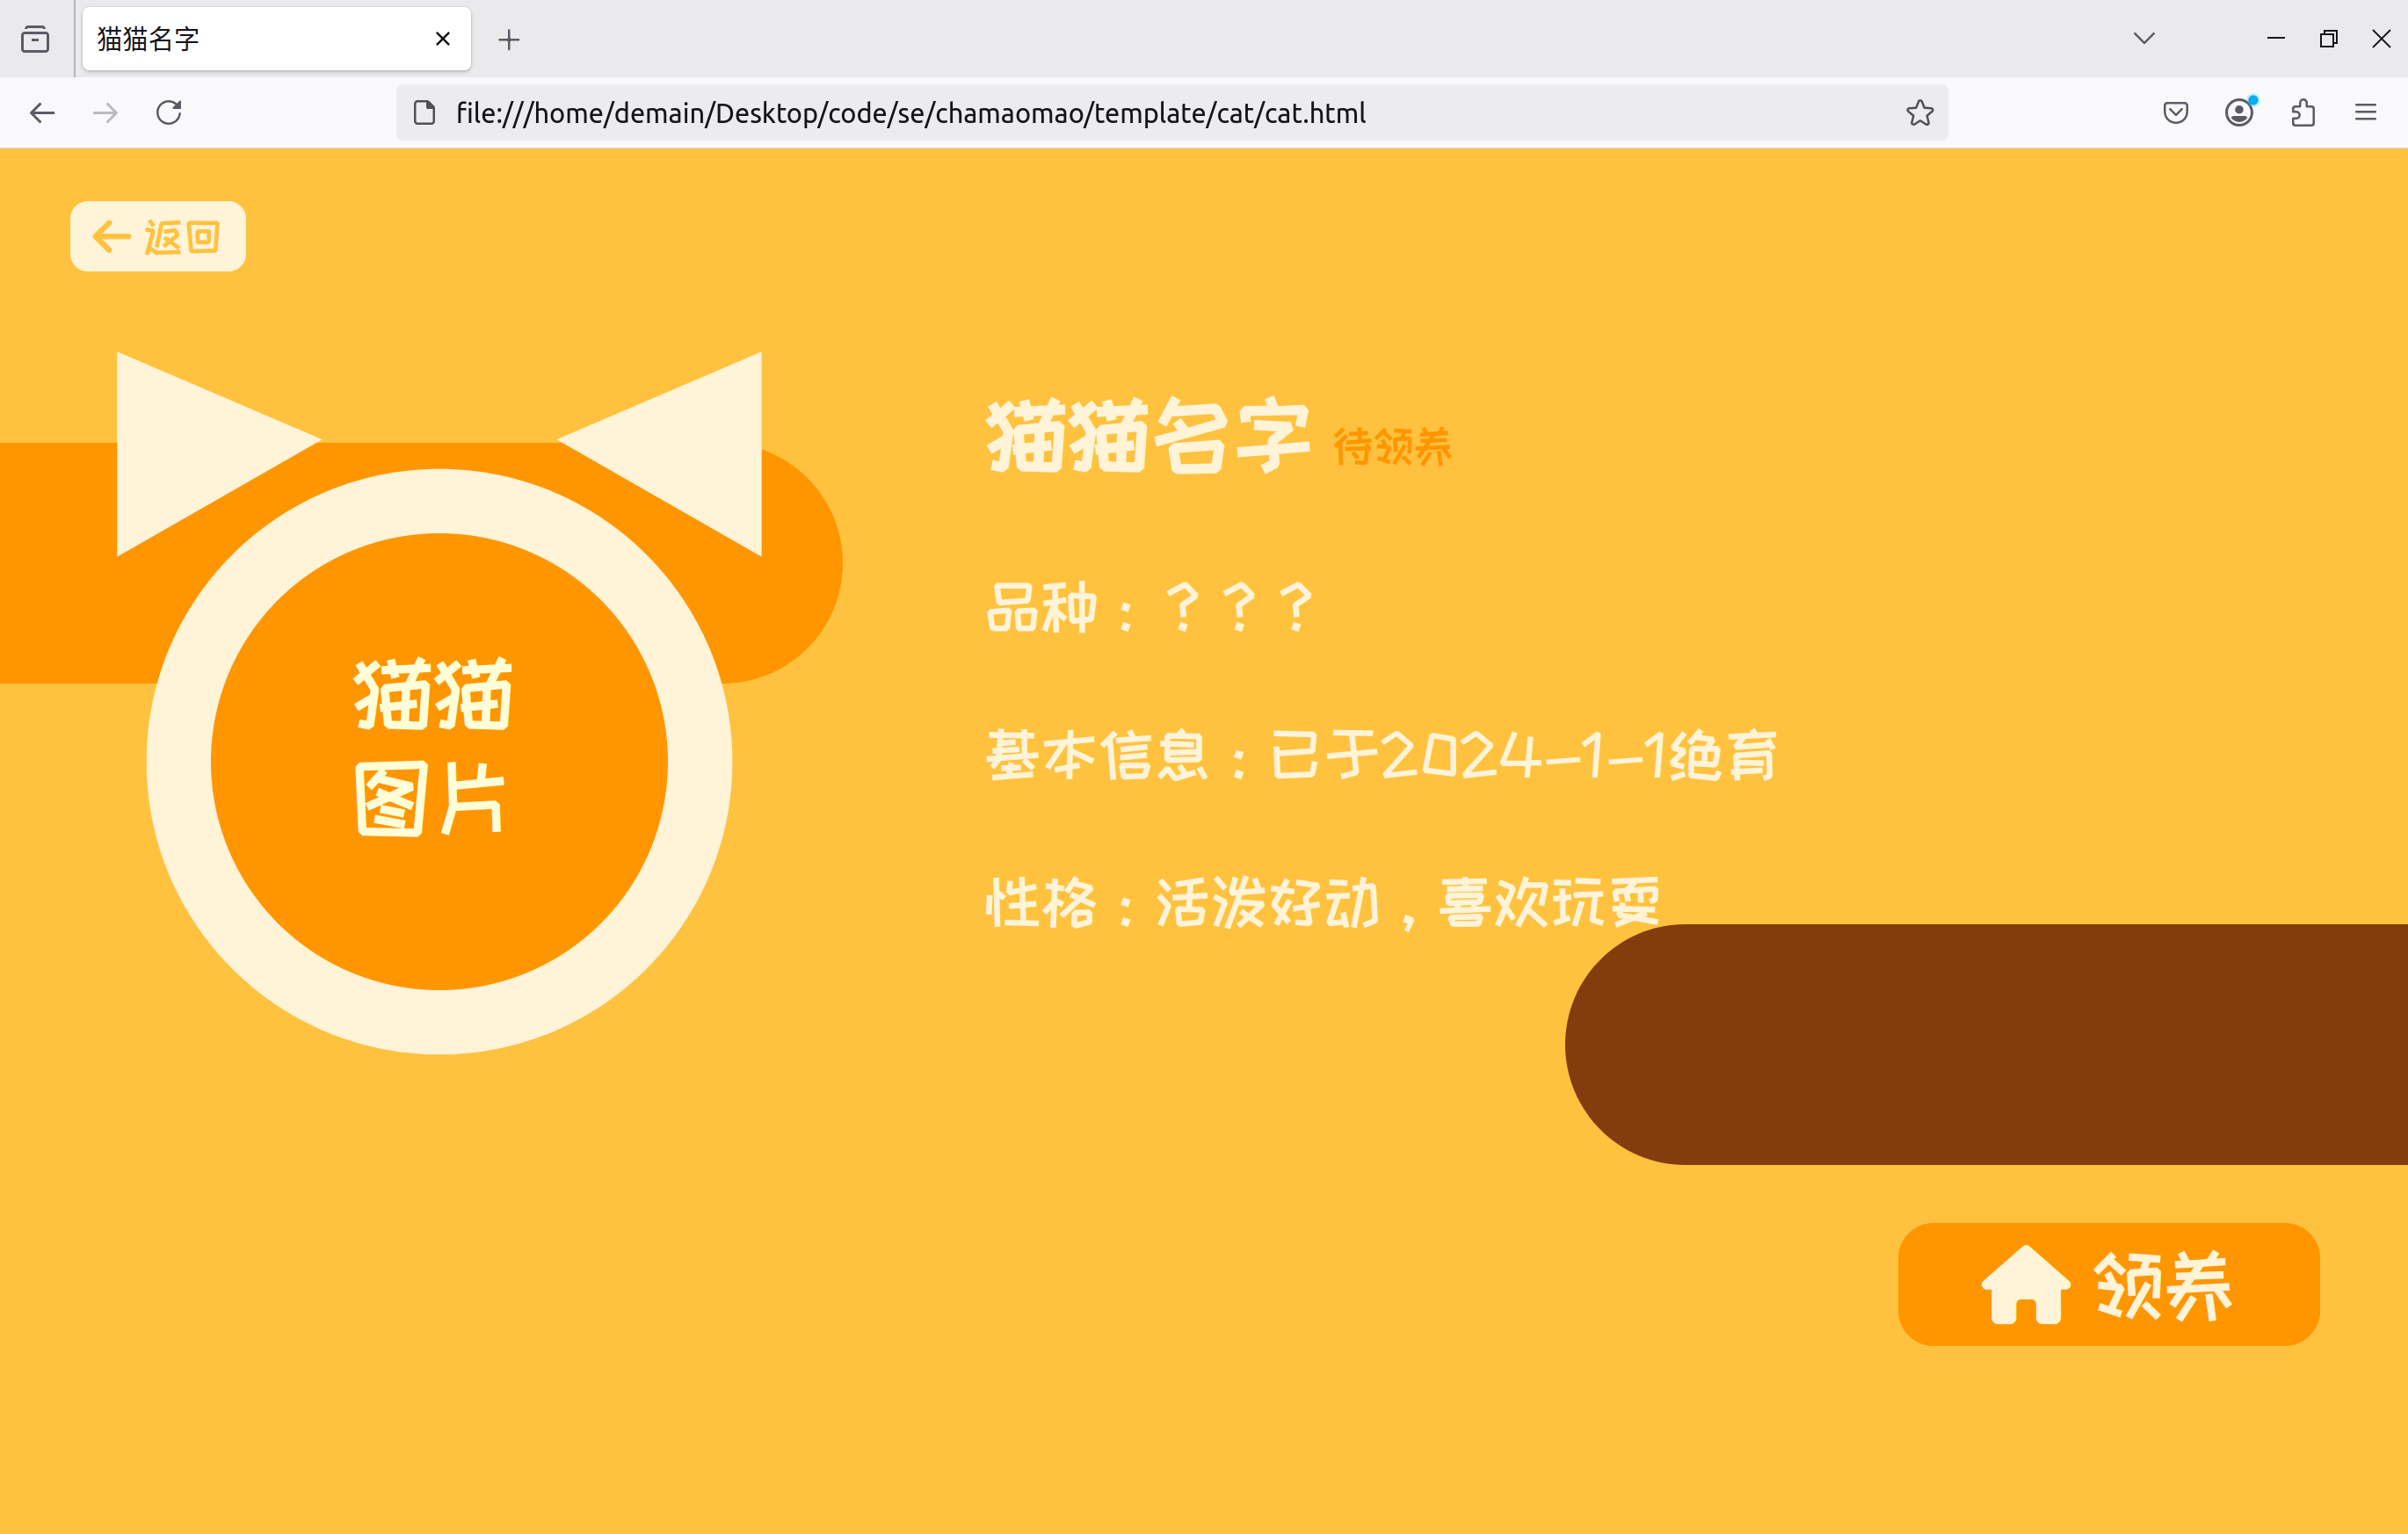 猫猫名字
file:///home/demain/Desktop/code/se/chamaomao/template/cat/cat.html
返回
猫猫名字 待领养
品种：？？？
猫猫
图片
基本信息：已于2024-1-1绝育
性格：活泼好动，喜欢玩耍
领养